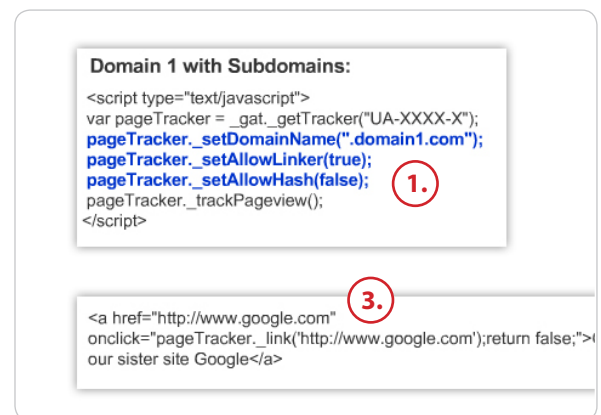 Domain 1 with Subdomains:
<script type="text/javascript">
var pageTracker = _gat._getTracker("UA-XXXX-X");
pageTracker._setDomainName(".domain1.com");
pageTracker._setAllowLinker(true);
pageTracker._setAllowHash(false);
1.
pageTracker._trackPageview();
</script>
3.
<a href="http://www.google.com"
onclick="pageTracker._link('http://www.google.com');return false;">
our sister site Google</a>